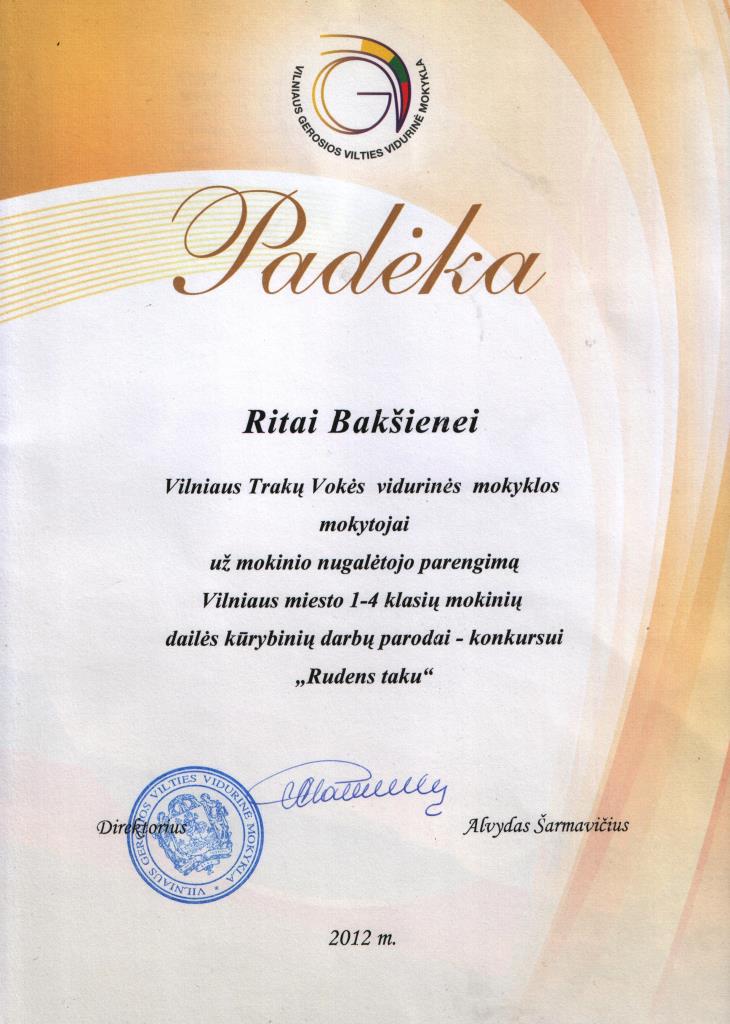 VILNIAUS GEROSIOS VILTIES VIDURINĖ MOKYKLA
Padėka
Ritai Bakšienei
Vilniaus Trakų Vokės vidurinės mokyklos
mokytojai
už mokinio nugalėtojo parengimą
Vilniaus miesto 1-4 klasių mokinių
dailės kūrybinių darbų parodai - konkursui
„Rudens taku“
VILNIAUS GEROSIOS VILTIES VIDURINĖ MOKYKLA *
Direktorius
Alvydas Šarmavičius
2012 m.